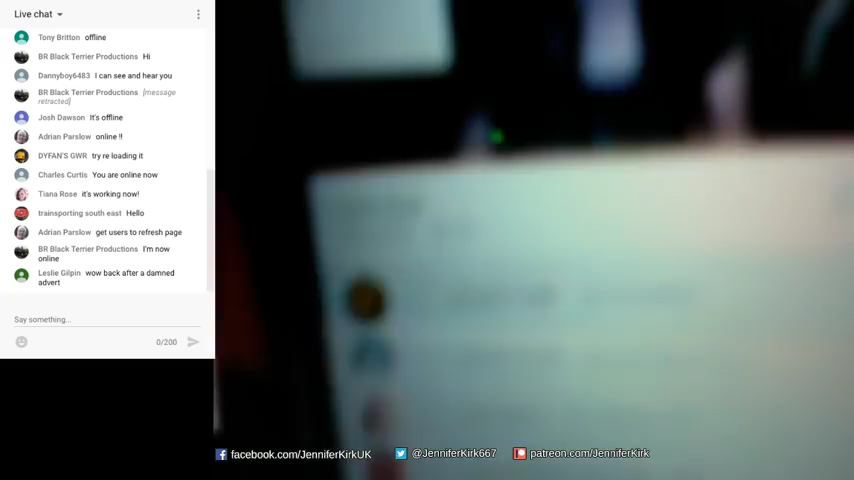 Live chat
Tony Britton offline
BR Black Terrier Productions Hi
Dannyboy6483 I can see and hear you
BR Black Terrier Productions [message
retracted]
Josh Dawson It's offline
Adrian Parslow online !!
DYFAN'S GWR try re loading it
Charles Curtis You are online now
Tiana Rose it's working now!
trainsporting south east Hello
Adrian Parslow get users to refresh page
BR Black Terrier Productions I'm now
online
Leslie Gilpin wow back after a damned
advert
Say something...
0/200
facebook.com/JenniferKirkUK
@JenniferKirk667
patreon.com/JenniferKirk